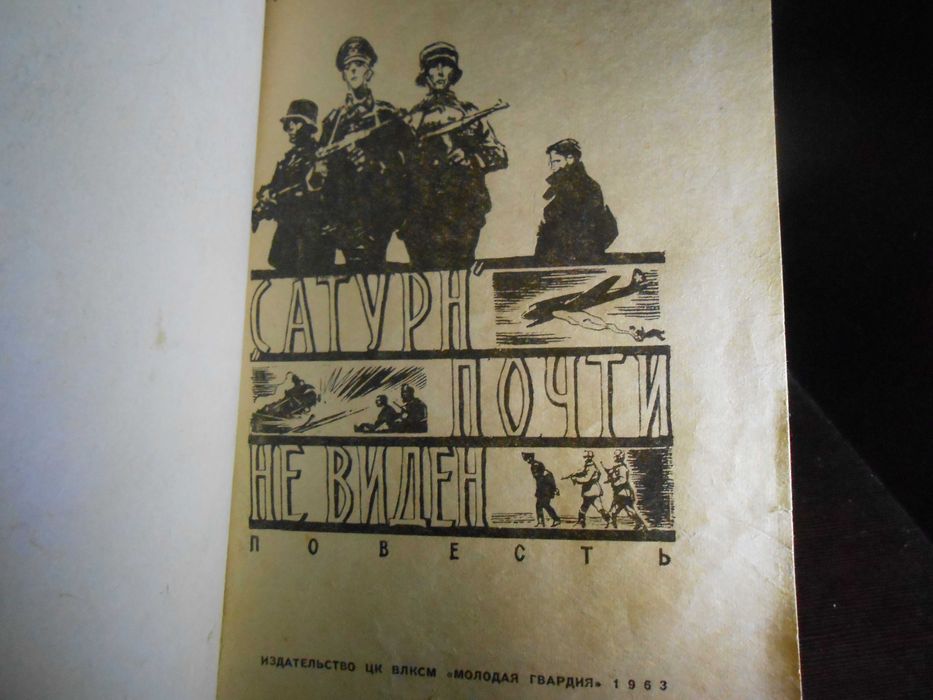 „САТУРН“
ПОЧТИ
НЕ ВИДЕН
ПОВЕСТЬ
ИЗДАТЕЛЬСТВО ЦК ВЛКСМ «МОЛОДАЯ ГВАРДИЯ» 1963